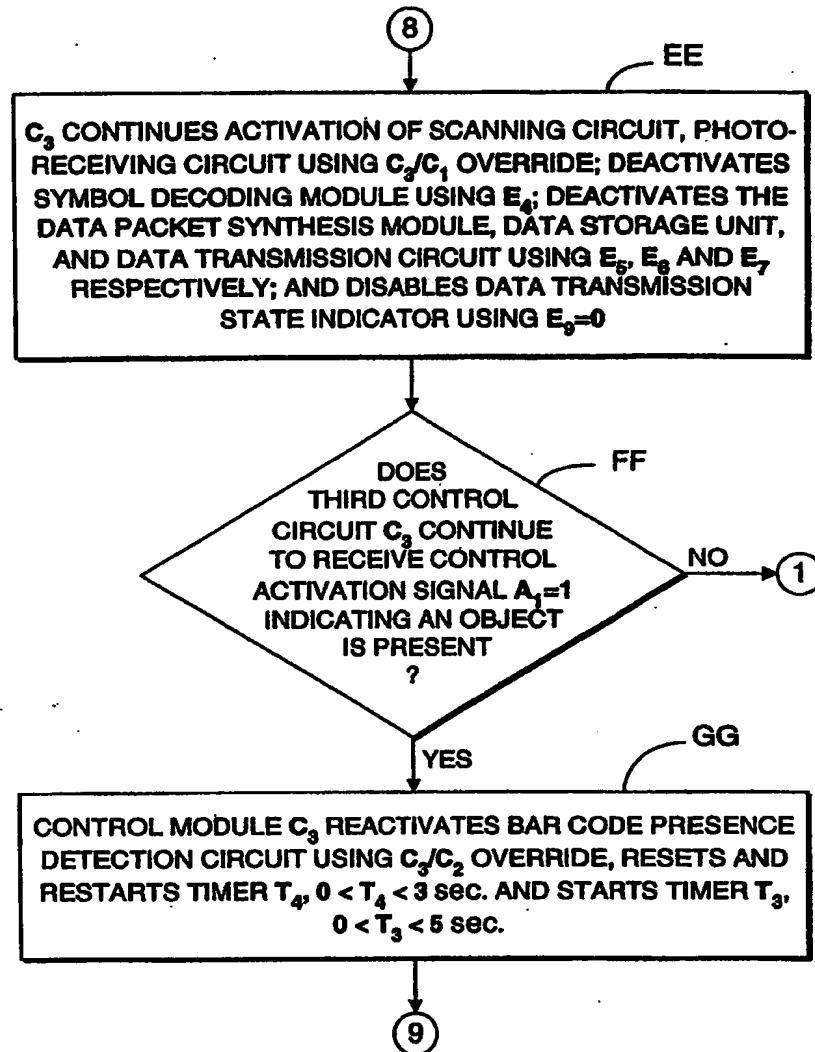 8
EE
C₃ CONTINUES ACTIVATION OF SCANNING CIRCUIT, PHOTO-
RECEIVING CIRCUIT USING C₃/C₁ OVERRIDE; DEACTIVATES
SYMBOL DECODING MODULE USING E₄; DEACTIVATES THE
DATA PACKET SYNTHESIS MODULE, DATA STORAGE UNIT,
AND DATA TRANSMISSION CIRCUIT USING E₅, E₆ AND E₇
RESPECTIVELY; AND DISABLES DATA TRANSMISSION
STATE INDICATOR USING E₉=0
FF
DOES
THIRD CONTROL
CIRCUIT C₃ CONTINUE
TO RECEIVE CONTROL
ACTIVATION SIGNAL A₁=1
INDICATING AN OBJECT
IS PRESENT
?
NO
1
YES
GG
CONTROL MODULE C₃ REACTIVATES BAR CODE PRESENCE
DETECTION CIRCUIT USING C₃/C₂ OVERRIDE, RESETS AND
RESTARTS TIMER T₄, 0 < T₄ < 3 sec. AND STARTS TIMER T₃,
0 < T₃ < 5 sec.
9